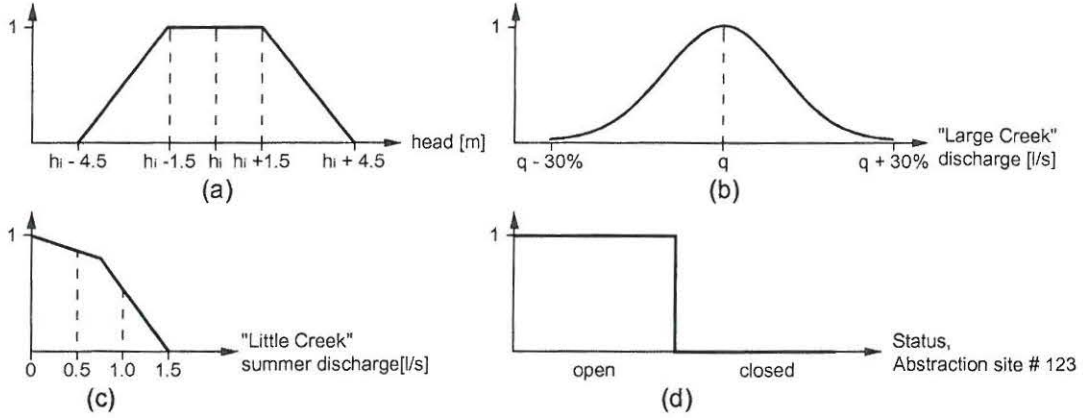 1
head [m]
hi - 4.5 hi -1.5 hi hi +1.5 hi + 4.5
(a)
1
"Large Creek"
discharge [l/s]
q - 30% q q + 30%
(b)
1
"Little Creek"
summer discharge[l/s]
0 0.5 1.0 1.5
(c)
1
Status,
Abstraction site # 123
open closed
(d)